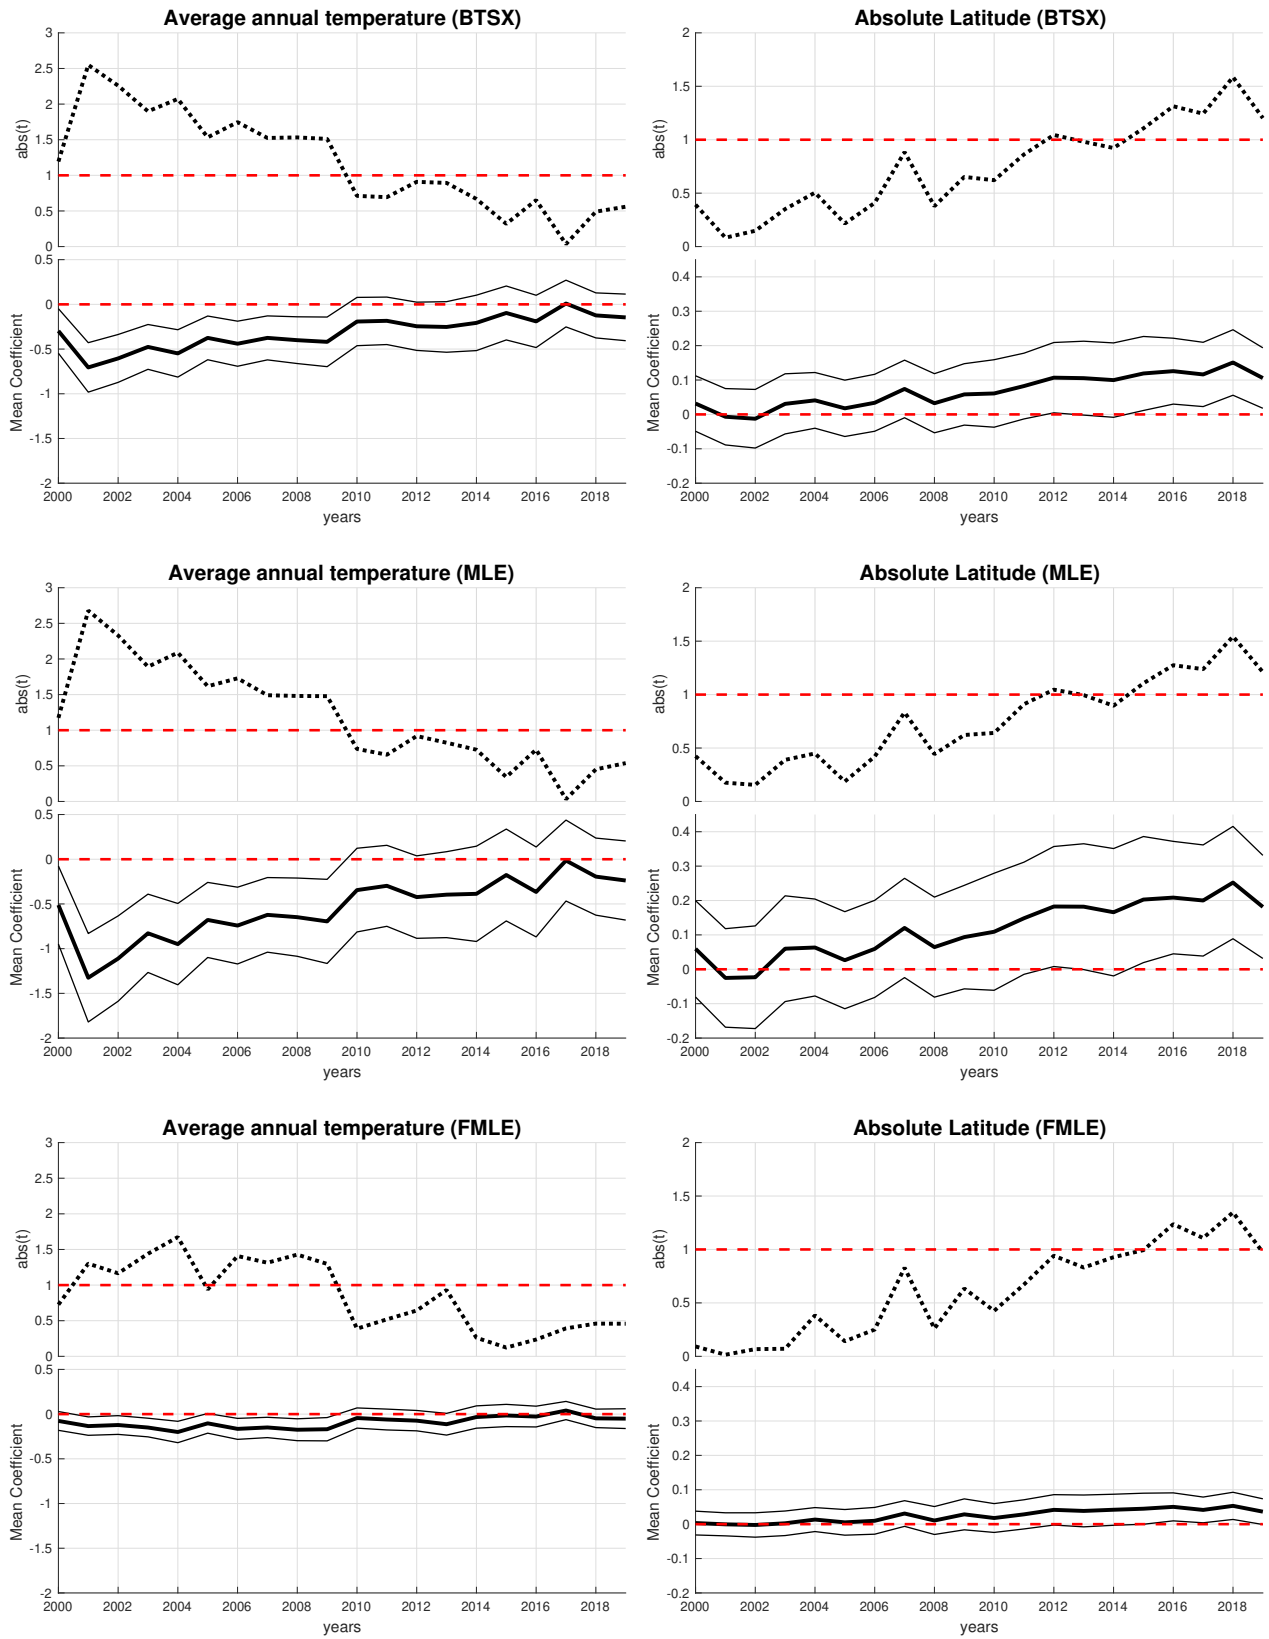 Average annual temperature (BTSX)
3
2.5
2
1.5
1
0.5
0
abs(t)
0.5
0
-0.5
-1
-1.5
-2
Mean Coefficient
2000 2002 2004 2006 2008 2010 2012 2014 2016 2018
years
Absolute Latitude (BTSX)
2
1.5
1
0.5
0
abs(t)
0.4
0.3
0.2
0.1
0
-0.1
-0.2
Mean Coefficient
2000 2002 2004 2006 2008 2010 2012 2014 2016 2018
years
Average annual temperature (MLE)
3
2.5
2
1.5
1
0.5
0
abs(t)
0.5
0
-0.5
-1
-1.5
-2
Mean Coefficient
2000 2002 2004 2006 2008 2010 2012 2014 2016 2018
years
Absolute Latitude (MLE)
2
1.5
1
0.5
0
abs(t)
0.4
0.3
0.2
0.1
0
-0.1
-0.2
Mean Coefficient
2000 2002 2004 2006 2008 2010 2012 2014 2016 2018
years
Average annual temperature (FMLE)
3
2.5
2
1.5
1
0.5
0
abs(t)
0.5
0
-0.5
-1
-1.5
-2
Mean Coefficient
2000 2002 2004 2006 2008 2010 2012 2014 2016 2018
years
Absolute Latitude (FMLE)
2
1.5
1
0.5
0
abs(t)
0.4
0.3
0.2
0.1
0
-0.1
-0.2
Mean Coefficient
2000 2002 2004 2006 2008 2010 2012 2014 2016 2018
years